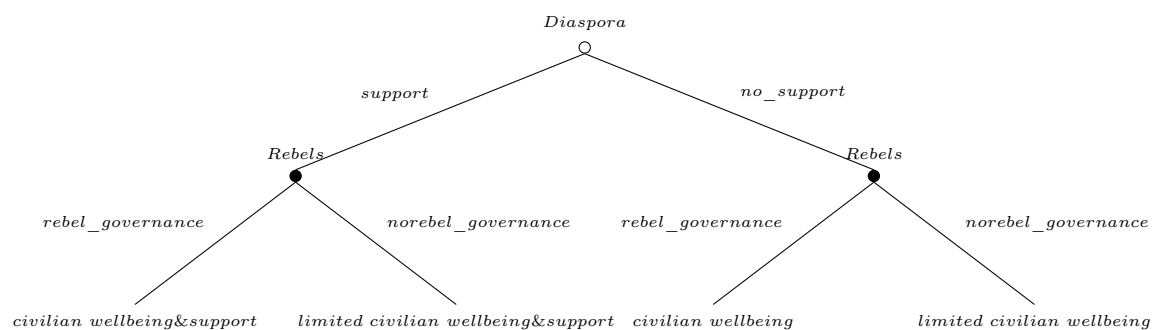 Diaspora
support
no_support
Rebels
Rebels
rebel_governance
norebel_governance
rebel_governance
norebel_governance
civilian wellbeing&support
limited civilian wellbeing&support
civilian wellbeing
limited civilian wellbeing